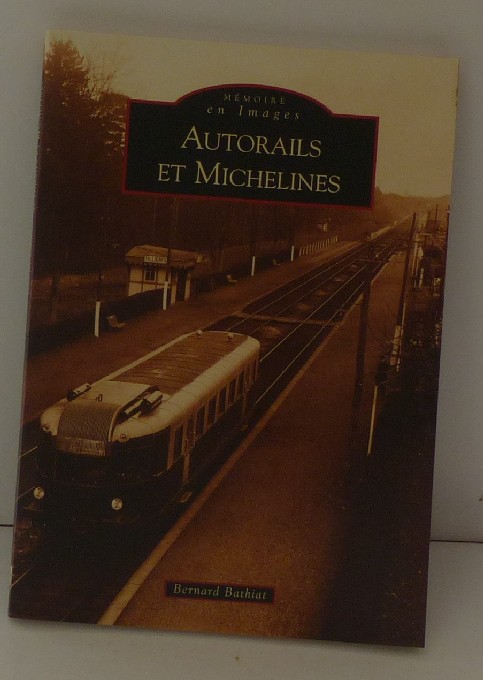 MÉMOIRE
en Images
AUTORAILS
ET MICHELINES
Bernard Bathiat